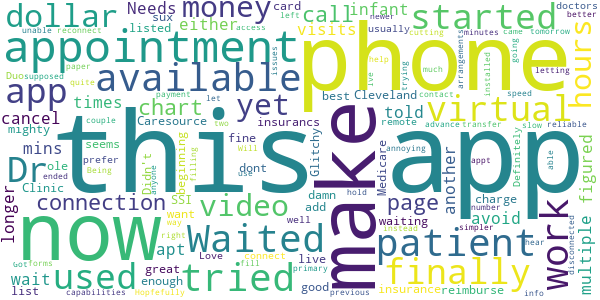 dollar
money
Needs
either
card
listed
sux
call
infant
visits
started
usually
newer
left
better
doctors
access
unable
reconnect
issues
Duo
supposed
tomorrow
cutting
minutes
came
going
appointment
available
phone
arrangements
hours
paper
quite
help
live
much
trying
installed
letting
app
yet
best
Cleveland
contact
speed
times
chart
payment
let
cancel
Caresource
couple
two
told
remote
advance
transfer
slow
reliable
mighty
seems
insurancs
use
virtual
Being
anyone
filling
Will
this
app
make
fine
Glitchy
Medicare
Definitely
annoying
mins
best
prefer
Didn't
beginning
dont
another
appt
able
Dr
ole
ended
damn
hold
figured
Clinic
SSI
add
page
charge
number
simpler
connection
want
way
now
video
Waited
waiting
avoid
instead
hear
apt
right
well
work
multiple
longer
Wait
Got
forms
fill
great
Love
connect
live
patient
disconnected
used
tried
enough
good
primary
finally
insurance
reimburse
list
capabilities
Hopefully
previous
info